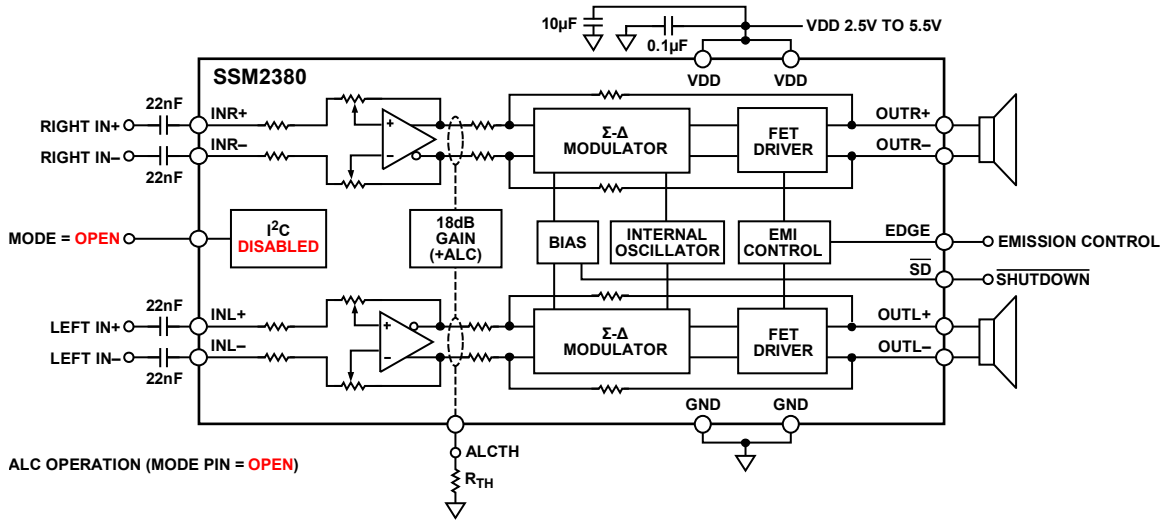 10µF
0.1µF
VDD 2.5V TO 5.5V
VDD
VDD
SSM2380
22nF
INR+
RIGHT IN+
RIGHT IN–
INR–
22nF
Σ-Δ
MODULATOR
FET
DRIVER
OUTR+
OUTR–
MODE = OPEN
I²C
DISABLED
18dB
GAIN
(+ALC)
BIAS
INTERNAL
OSCILLATOR
EMI
CONTROL
EDGE
EMISSION CONTROL
SD
SHUTDOWN
22nF
INL+
LEFT IN+
LEFT IN–
INL–
22nF
Σ-Δ
MODULATOR
FET
DRIVER
OUTL+
OUTL–
GND
GND
ALCTH
ALC OPERATION (MODE PIN = OPEN)
RTH
+
–
+
–